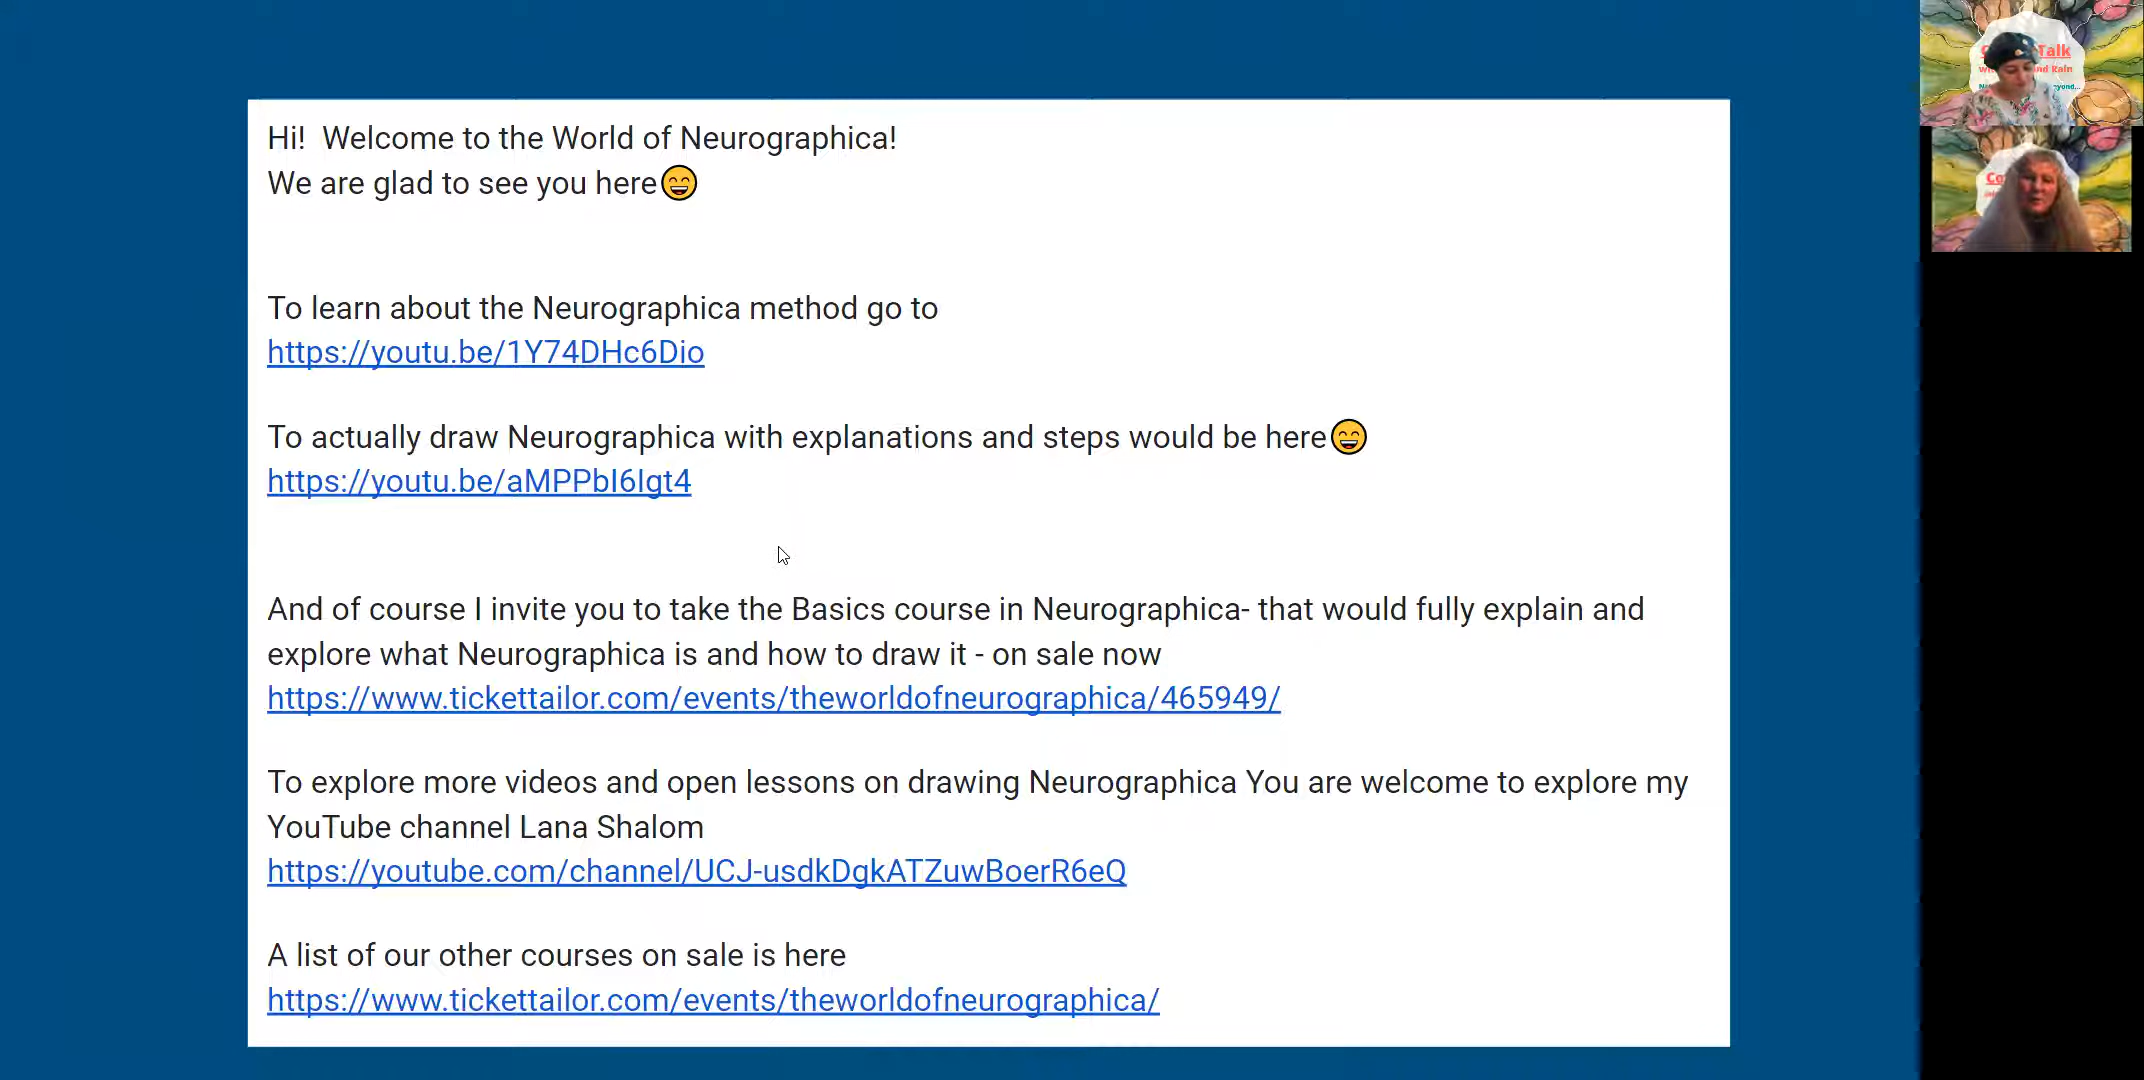 Hi!  Welcome to the World of Neurographica!
We are glad to see you here😄
To learn about the Neurographica method go to
https://youtu.be/1Y74DHc6Dio
To actually draw Neurographica with explanations and steps would be here😄
https://youtu.be/aMPPbI6Igt4
And of course I invite you to take the Basics course in Neurographica- that would fully explain and
explore what Neurographica is and how to draw it - on sale now
https://www.tickettailor.com/events/theworldofneurographica/465949/
To explore more videos and open lessons on drawing Neurographica You are welcome to explore my
YouTube channel Lana Shalom
https://youtube.com/channel/UCJ-usdkDgkATZuwBoerR6eQ
A list of our other courses on sale is here
https://www.tickettailor.com/events/theworldofneurographica/
Talk
Rain